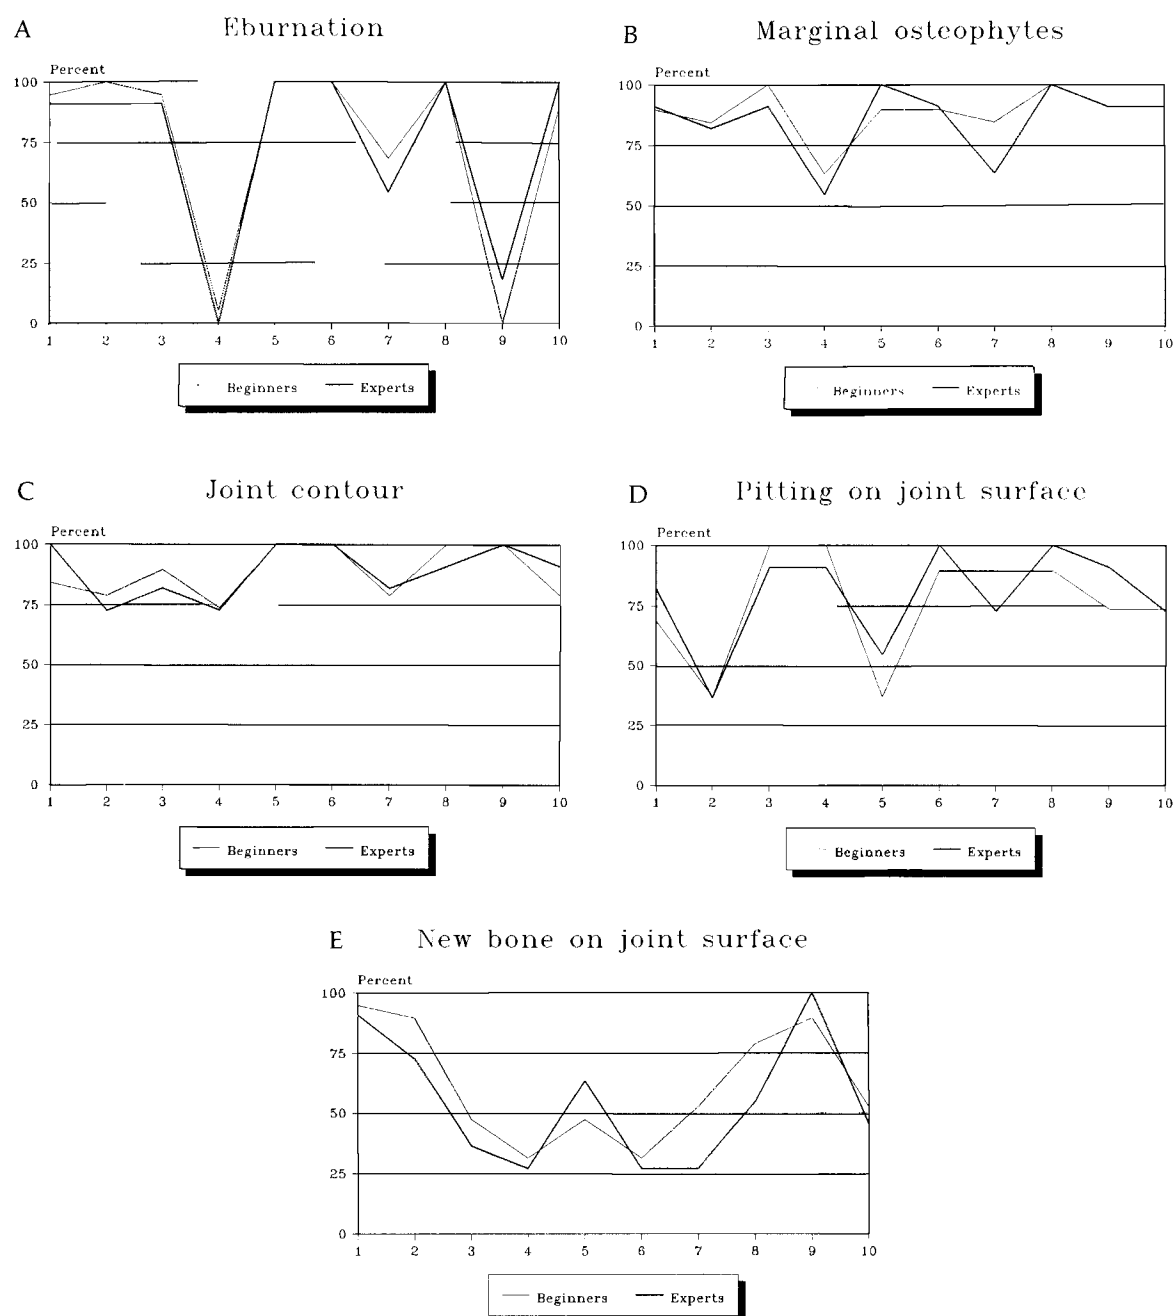 A Eburnation
Percent
100
75
50
25
0
1 2 3 4 5 6 7 8 9 10
Beginners Experts
B Marginal osteophytes
Percent
100
75
50
25
0
1 2 3 4 5 6 7 8 9 10
Beginners Experts
C Joint contour
Percent
100
75
50
25
0
1 2 3 4 5 6 7 8 9 10
Beginners Experts
D Pitting on joint surface
Percent
100
75
50
25
0
1 2 3 4 5 6 7 8 9 10
Beginners Experts
E New bone on joint surface
Percent
100
75
50
25
0
1 2 3 4 5 6 7 8 9 10
Beginners Experts